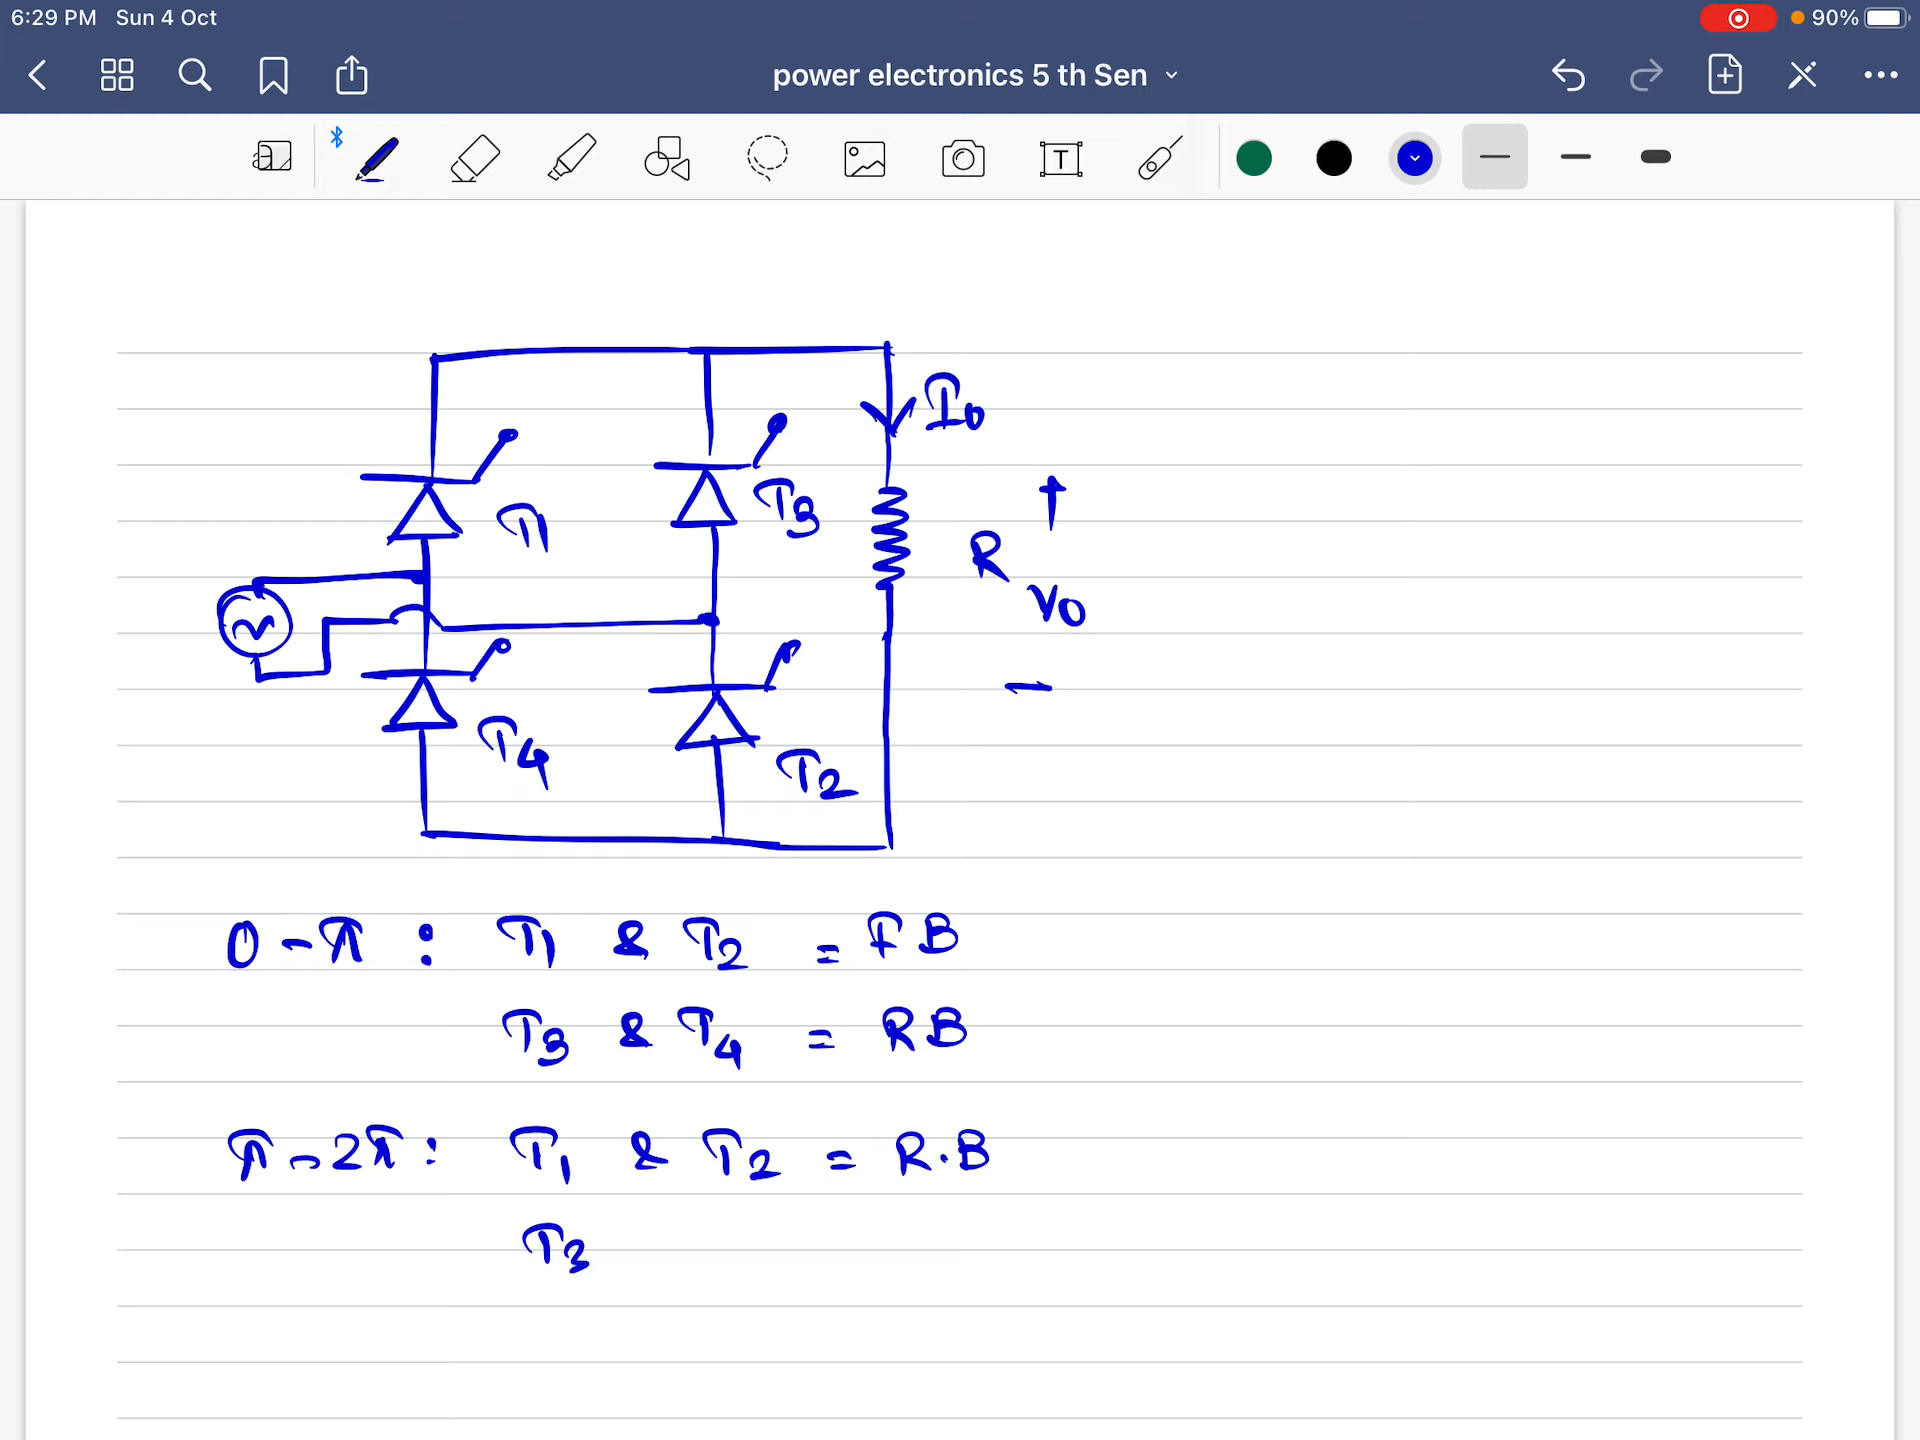 6:29 PM Sun 4 Oct
90%
power electronics 5 th Sen
T
I0
T1
T3
R
+
V0
-
T4
T2
0-π : T1 & T2 = FB
T3 & T4 = RB
π-2π: T1 & T2 = R.B
T3